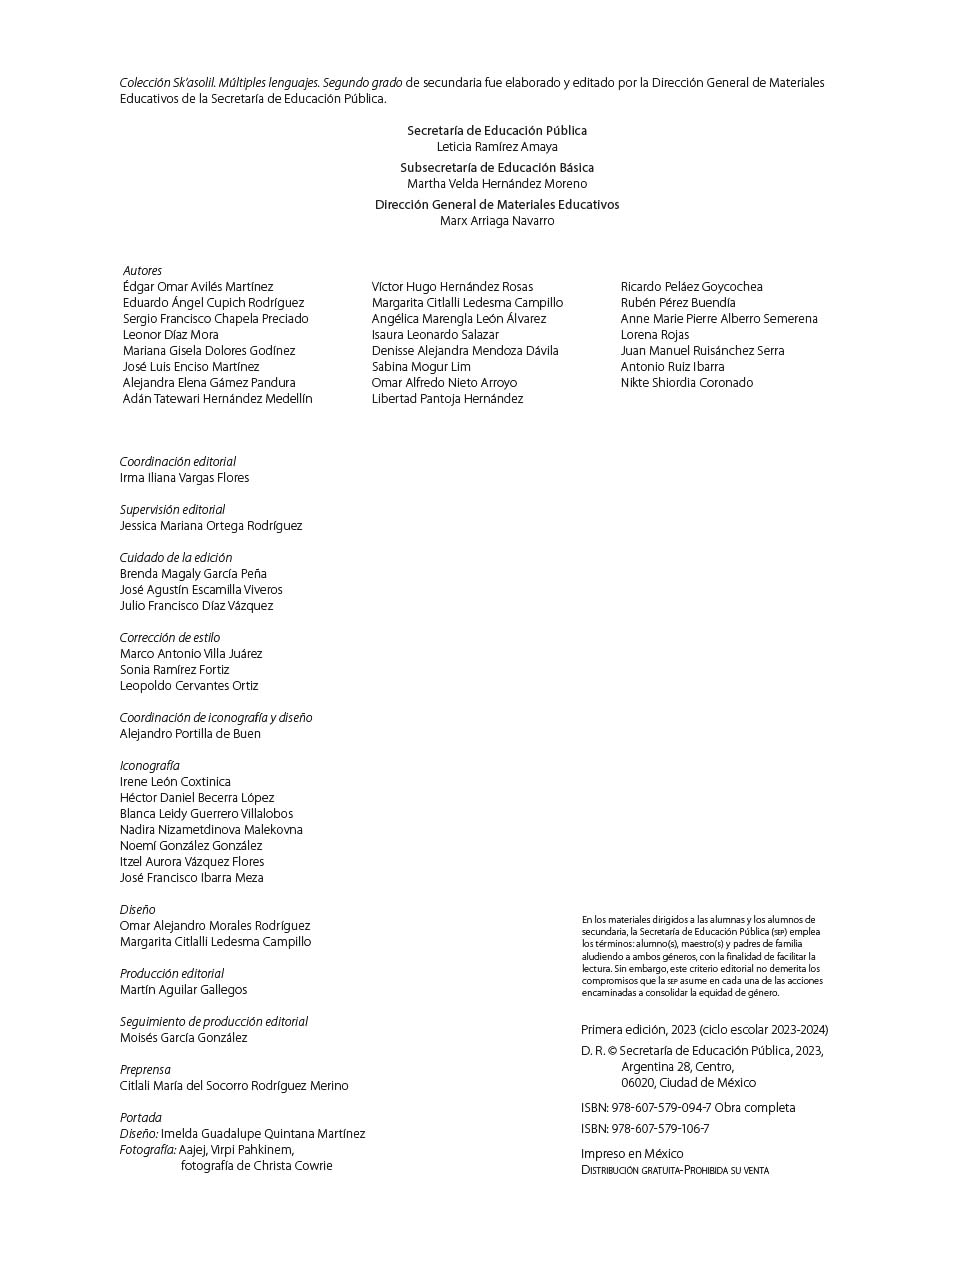 Colección Sk’asolil. Múltiples lenguajes. Segundo grado de secundaria fue elaborado y editado por la Dirección General de Materiales
Educativos de la Secretaría de Educación Pública.
Secretaría de Educación Pública
Leticia Ramírez Amaya
Subsecretaría de Educación Básica
Martha Velda Hernández Moreno
Dirección General de Materiales Educativos
Marx Arriaga Navarro
Autores
Édgar Omar Avilés Martínez
Eduardo Ángel Cupich Rodríguez
Sergio Francisco Chapela Preciado
Leonor Díaz Mora
Mariana Gisela Dolores Godínez
José Luis Enciso Martínez
Alejandra Elena Gámez Pandura
Adán Tatewari Hernández Medellín
Víctor Hugo Hernández Rosas
Margarita Citlalli Ledesma Campillo
Angélica Marengla León Álvarez
Isaura Leonardo Salazar
Denisse Alejandra Mendoza Dávila
Sabina Mogur Lim
Omar Alfredo Nieto Arroyo
Libertad Pantoja Hernández
Ricardo Peláez Goycochea
Rubén Pérez Buendía
Anne Marie Pierre Alberro Semerena
Lorena Rojas
Juan Manuel Ruisánchez Serra
Antonio Ruiz Ibarra
Nikte Shiordia Coronado
Coordinación editorial
Irma Iliana Vargas Flores
Supervisión editorial
Jessica Mariana Ortega Rodríguez
Cuidado de la edición
Brenda Magaly García Peña
José Agustín Escamilla Viveros
Julio Francisco Díaz Vázquez
Corrección de estilo
Marco Antonio Villa Juárez
Sonia Ramírez Fortiz
Leopoldo Cervantes Ortiz
Coordinación de iconografía y diseño
Alejandro Portilla de Buen
Iconografía
Irene León Coxtinica
Héctor Daniel Becerra López
Blanca Leidy Guerrero Villalobos
Nadira Nizametdinova Malekovna
Noemí González González
Itzel Aurora Vázquez Flores
José Francisco Ibarra Meza
Diseño
Omar Alejandro Morales Rodríguez
Margarita Citlalli Ledesma Campillo
Producción editorial
Martín Aguilar Gallegos
Seguimiento de producción editorial
Moisés García González
Preprensa
Citlali María del Socorro Rodríguez Merino
Portada
Diseño: Imelda Guadalupe Quintana Martínez
Fotografía: Aajej, Virpi Pahkinem,
fotografía de Christa Cowrie
En los materiales dirigidos a las alumnas y los alumnos de
secundaria, la Secretaría de Educación Pública (SEP) emplea
los términos: alumno(s), maestro(s) y padres de familia
aludiendo a ambos géneros, con la finalidad de facilitar la
lectura. Sin embargo, este criterio editorial no demerita los
compromisos que la SEP asume en cada una de las acciones
encaminadas a consolidar la equidad de género.
Primera edición, 2023 (ciclo escolar 2023-2024)
D. R. © Secretaría de Educación Pública, 2023,
Argentina 28, Centro,
06020, Ciudad de México
ISBN: 978-607-579-094-7 Obra completa
ISBN: 978-607-579-106-7
Impreso en México
DISTRIBUCIÓN GRATUITA-PROHIBIDA SU VENTA